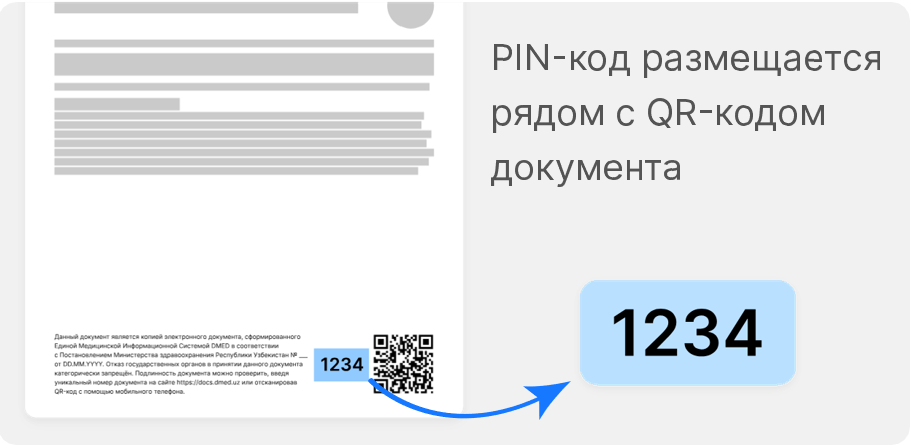 PIN-код размещается
рядом с QR-кодом
документа
Данный документ является копией электронного документа, сформированного
Единой Медицинской Информационной Системой DMED в соответствии
с Постановлением Министерства здравоохранения Республики Узбекистан № ___
от DD.MM.YYYY. Отказ государственных органов в принятии данного документа
категорически запрещён. Подлинность документа можно проверить, введя
уникальный номер документа на сайте https://docs.dmed.uz или отсканировав
QR-код с помощью мобильного телефона.
1234
1234